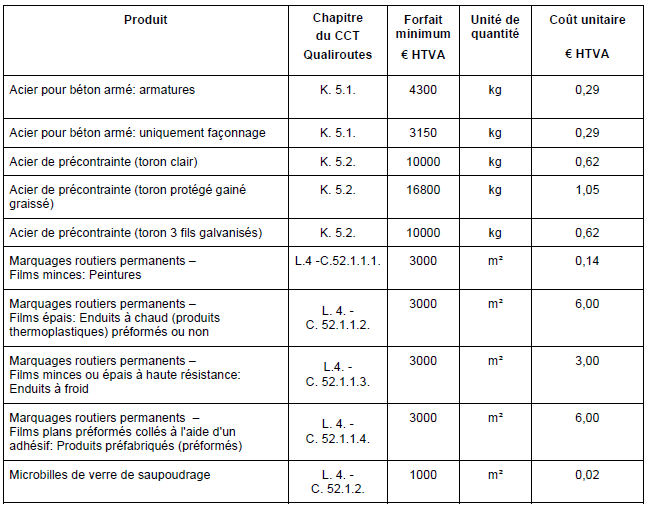 Produit
Chapitre
du CCT
Qualiroutes
Forfait
minimum
€ HTVA
Unité de
quantité
Coût unitaire
€ HTVA
Acier pour béton armé: armatures
K. 5.1.
4300
kg
0,29
Acier pour béton armé: uniquement façonnage
K. 5.1.
3150
kg
0,29
Acier de précontrainte (toron clair)
K. 5.2.
10000
kg
0,62
Acier de précontrainte (toron protégé gainé
graissé)
K. 5.2.
16800
kg
1,05
Acier de précontrainte (toron 3 fils galvanisés)
K. 5.2.
10000
kg
0,62
Marquages routiers permanents –
Films minces: Peintures
L.4 -C.52.1.1.1.
3000
m²
0,14
Marquages routiers permanents –
Films épais: Enduits à chaud (produits
thermoplastiques) préformés ou non
L. 4. -
C. 52.1.1.2.
3000
m²
6,00
Marquages routiers permanents –
Films minces ou épais à haute résistance:
Enduits à froid
L.4. -
C. 52.1.1.3.
3000
m²
3,00
Marquages routiers permanents –
Films plans préformés collés à l'aide d'un
adhésif: Produits préfabriqués (préformés)
L. 4. -
C. 52.1.1.4.
3000
m²
6,00
Microbilles de verre de saupoudrage
L. 4. -
C. 52.1.2.
1000
m²
0,02